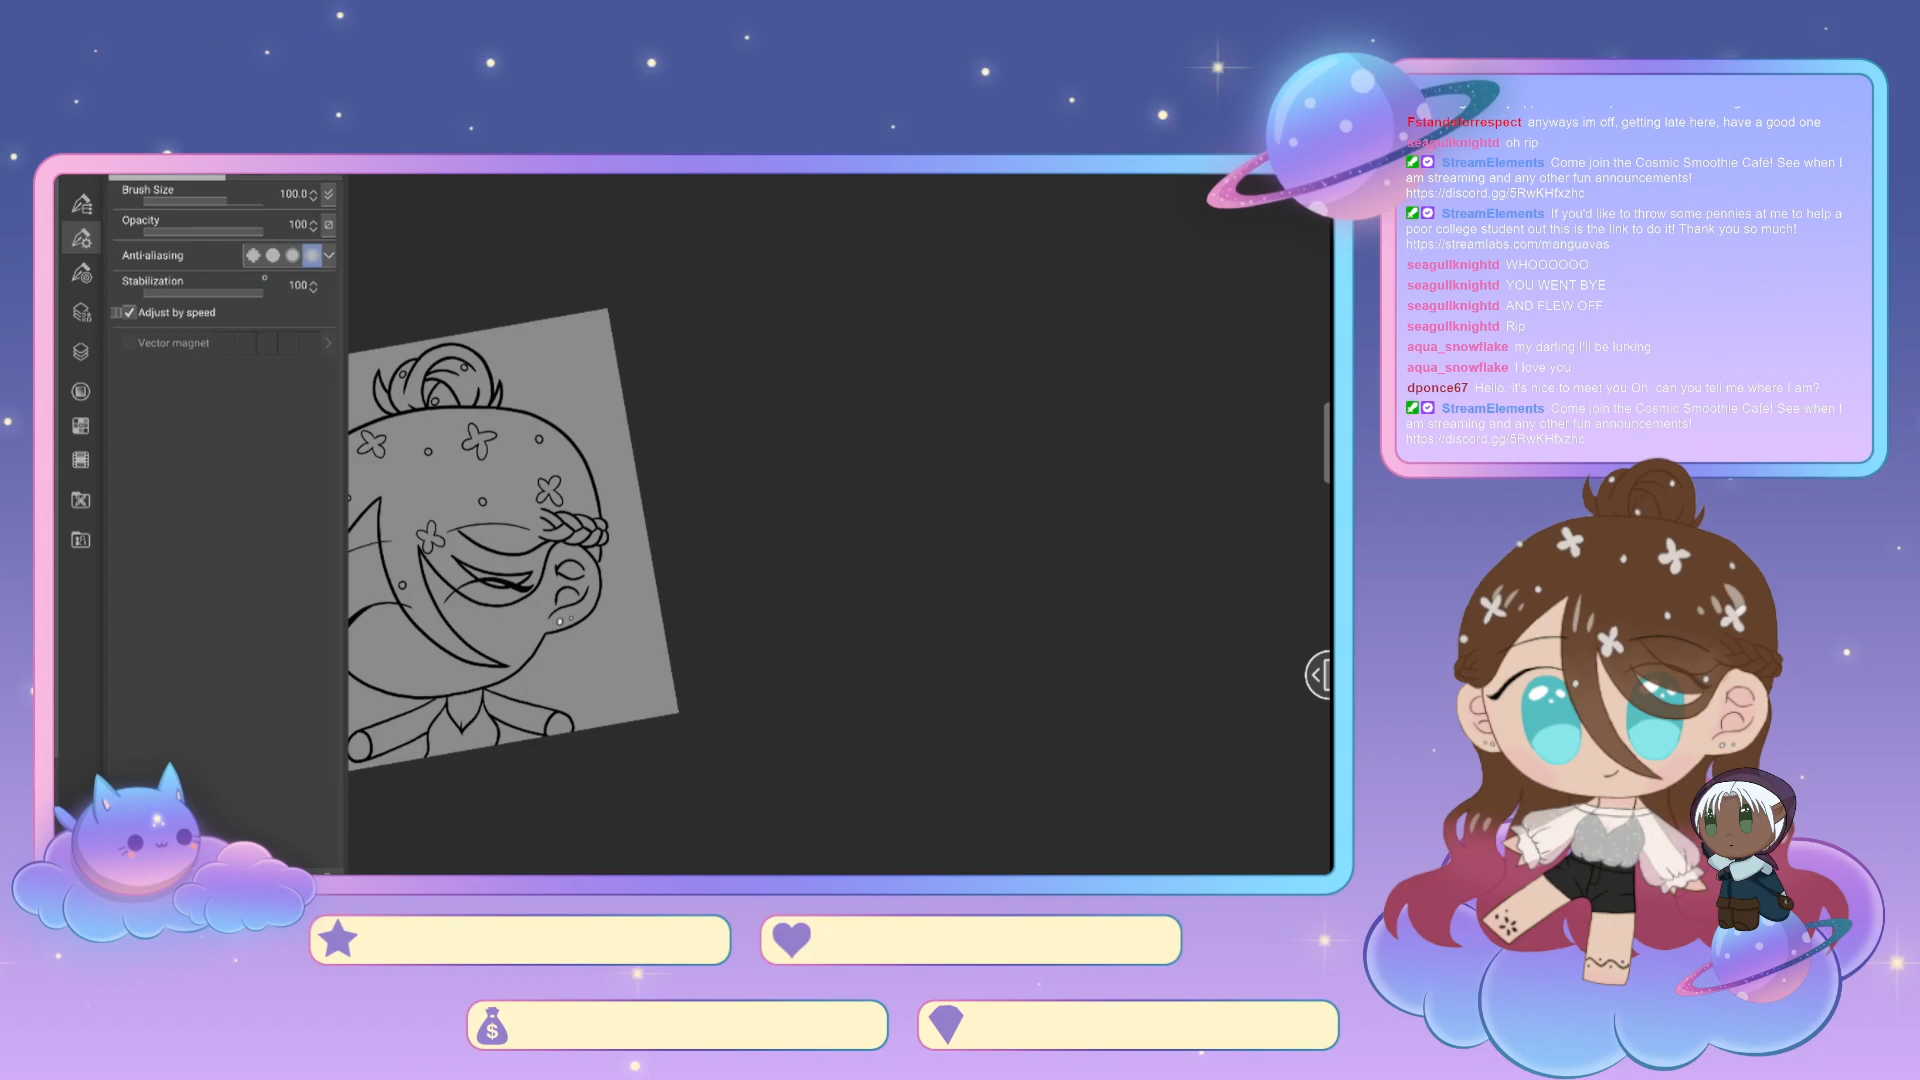 Brush Size 100.0
Opacity 100
Anti-aliasing
Stabilization 100
Adjust by speed
Vector magnet
Fstandsforrespect anyways im off, getting late here, have a good one
seagullknightd oh rip
StreamElements Come join the Cosmic Smoothie Café! See when I
am streaming and any other fun announcements!
https://discord.gg/5RwKHfxzhc
StreamElements If you'd like to throw some pennies at me to help a
poor college student out this is the link to do it! Thank you so much!
https://streamlabs.com/manguavas
seagullknightd WHOOOOOO
seagullknightd YOU WENT BYE
seagullknightd AND FLEW OFF
seagullknightd Rip
aqua_snowflake my darling I'll be lurking
aqua_snowflake I love you
dponce67 Hello, it's nice to meet you Oh, can you tell me where I am?
StreamElements Come join the Cosmic Smoothie Café! See when I
am streaming and any other fun announcements!
https://discord.gg/5RwKHfxzhc
$